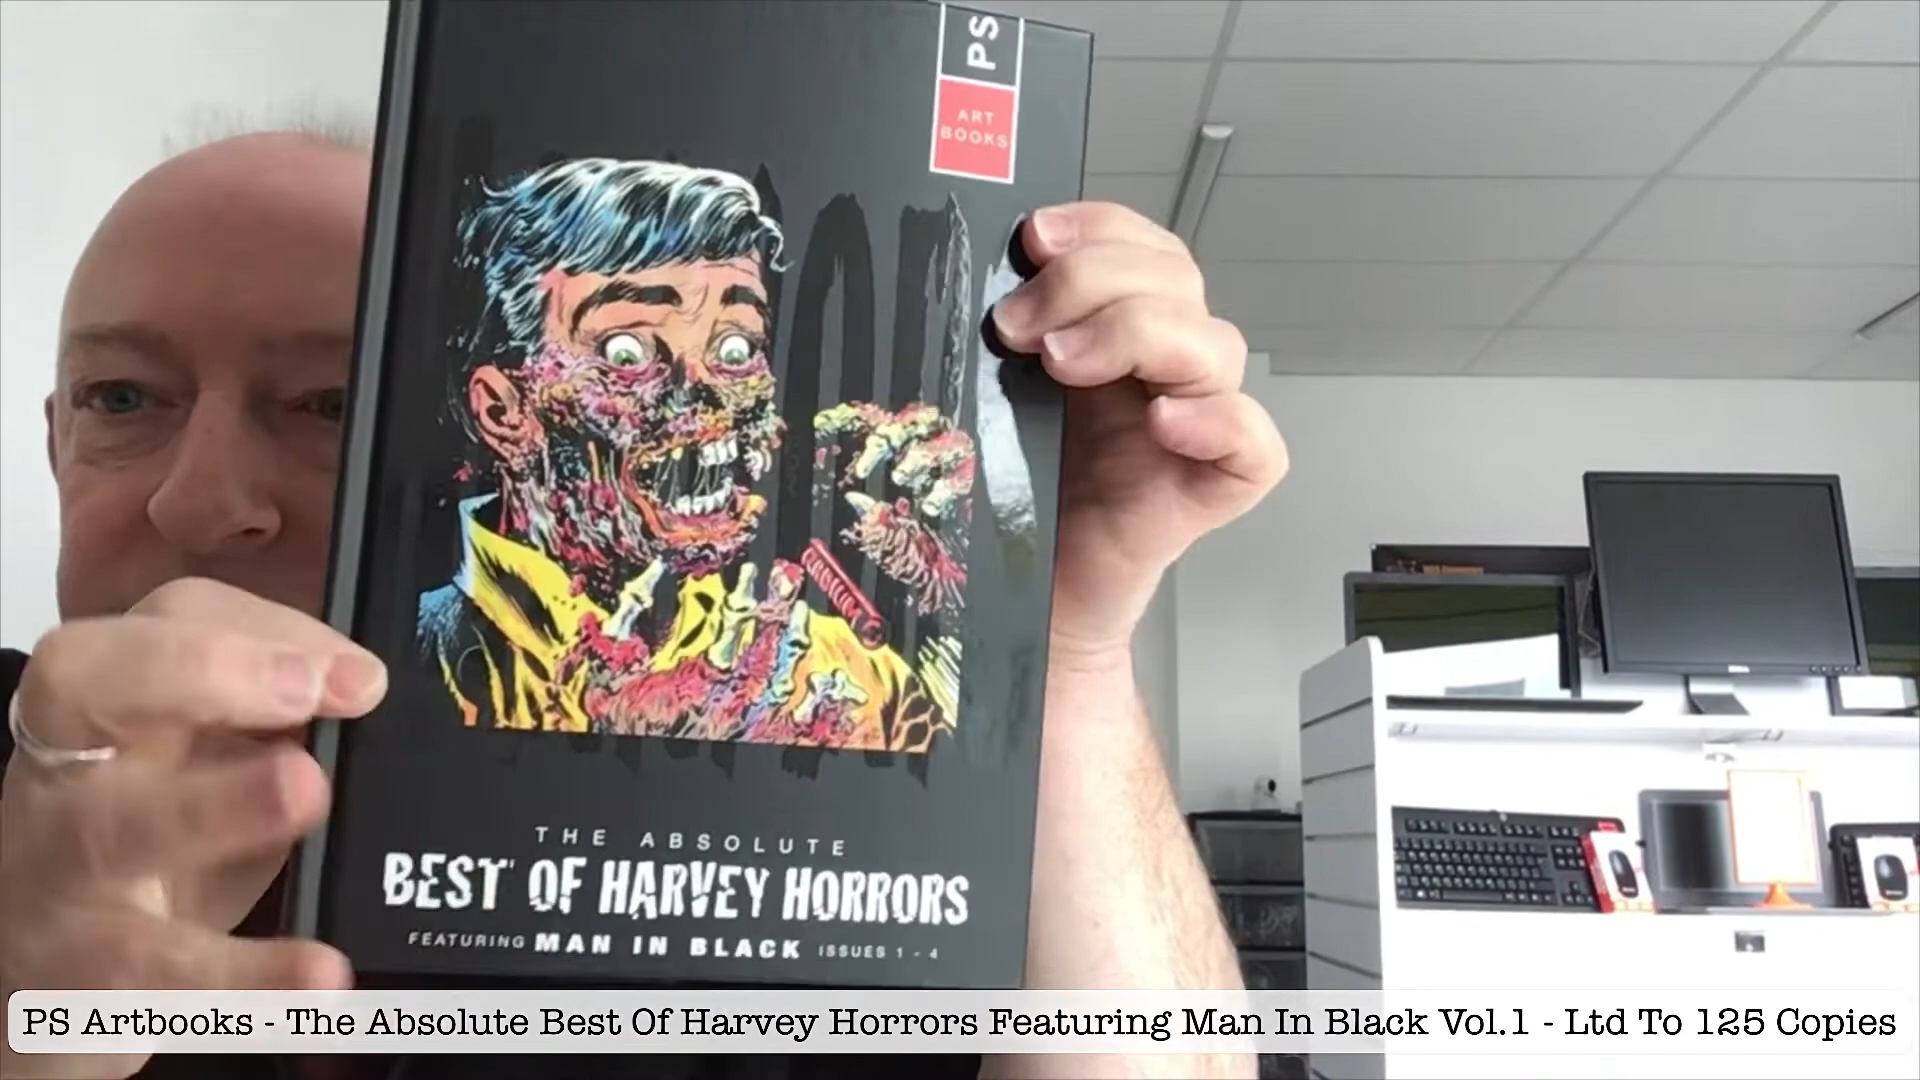 PS
ART
BOOKS
THE ABSOLUTE
BEST OF HARVEY HORRORS
FEATURING MAN IN BLACK ISSUES 1 - 4
PS Artbooks - The Absolute Best Of Harvey Horrors Featuring Man In Black Vol.1 - Ltd To 125 Copies